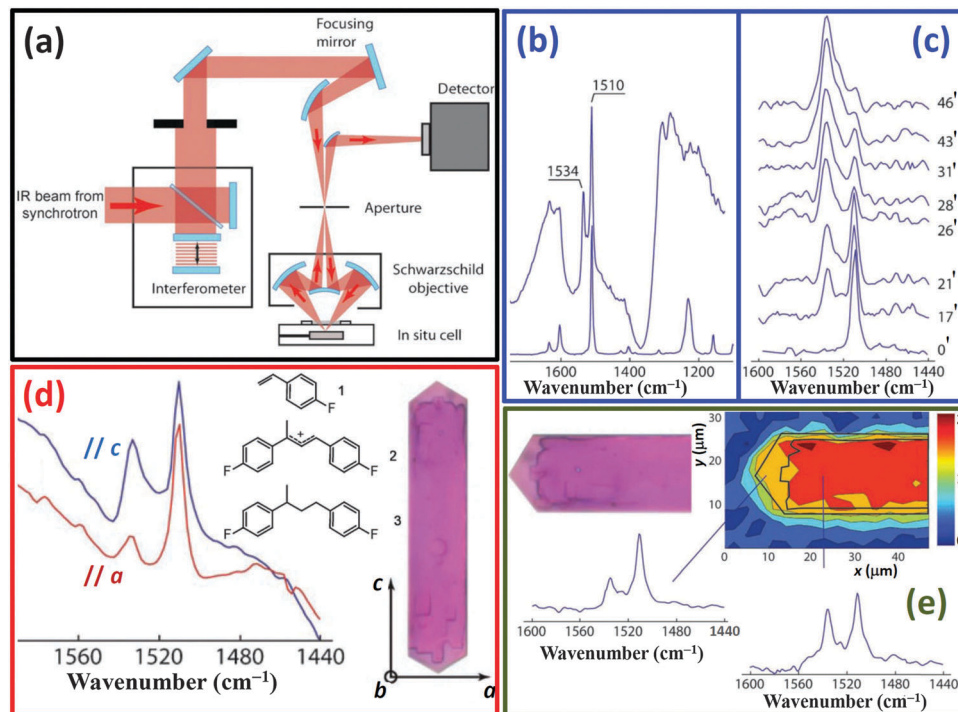 (a)
Focusing
mirror
Detector
IR beam from
synchrotron
Aperture
Interferometer
Schwarzschild
objective
In situ cell
(b)
1510
1534
1600 1400 1200
Wavenumber (cm⁻¹)
(c)
46'
43'
31'
28'
26'
21'
17'
0'
1600 1560 1520 1480 1440
Wavenumber (cm⁻¹)
(d)
// c
// a
1
F
2
F F
3
F F
+
c
b a
1560 1520 1480 1440
Wavenumber (cm⁻¹)
30
20
10
y (µm)
0 20 40
x (µm)
(e)
1600 1560 1520 1480 1440
Wavenumber (cm⁻¹)
1600 1560 1520 1480 1440
Wavenumber (cm⁻¹)